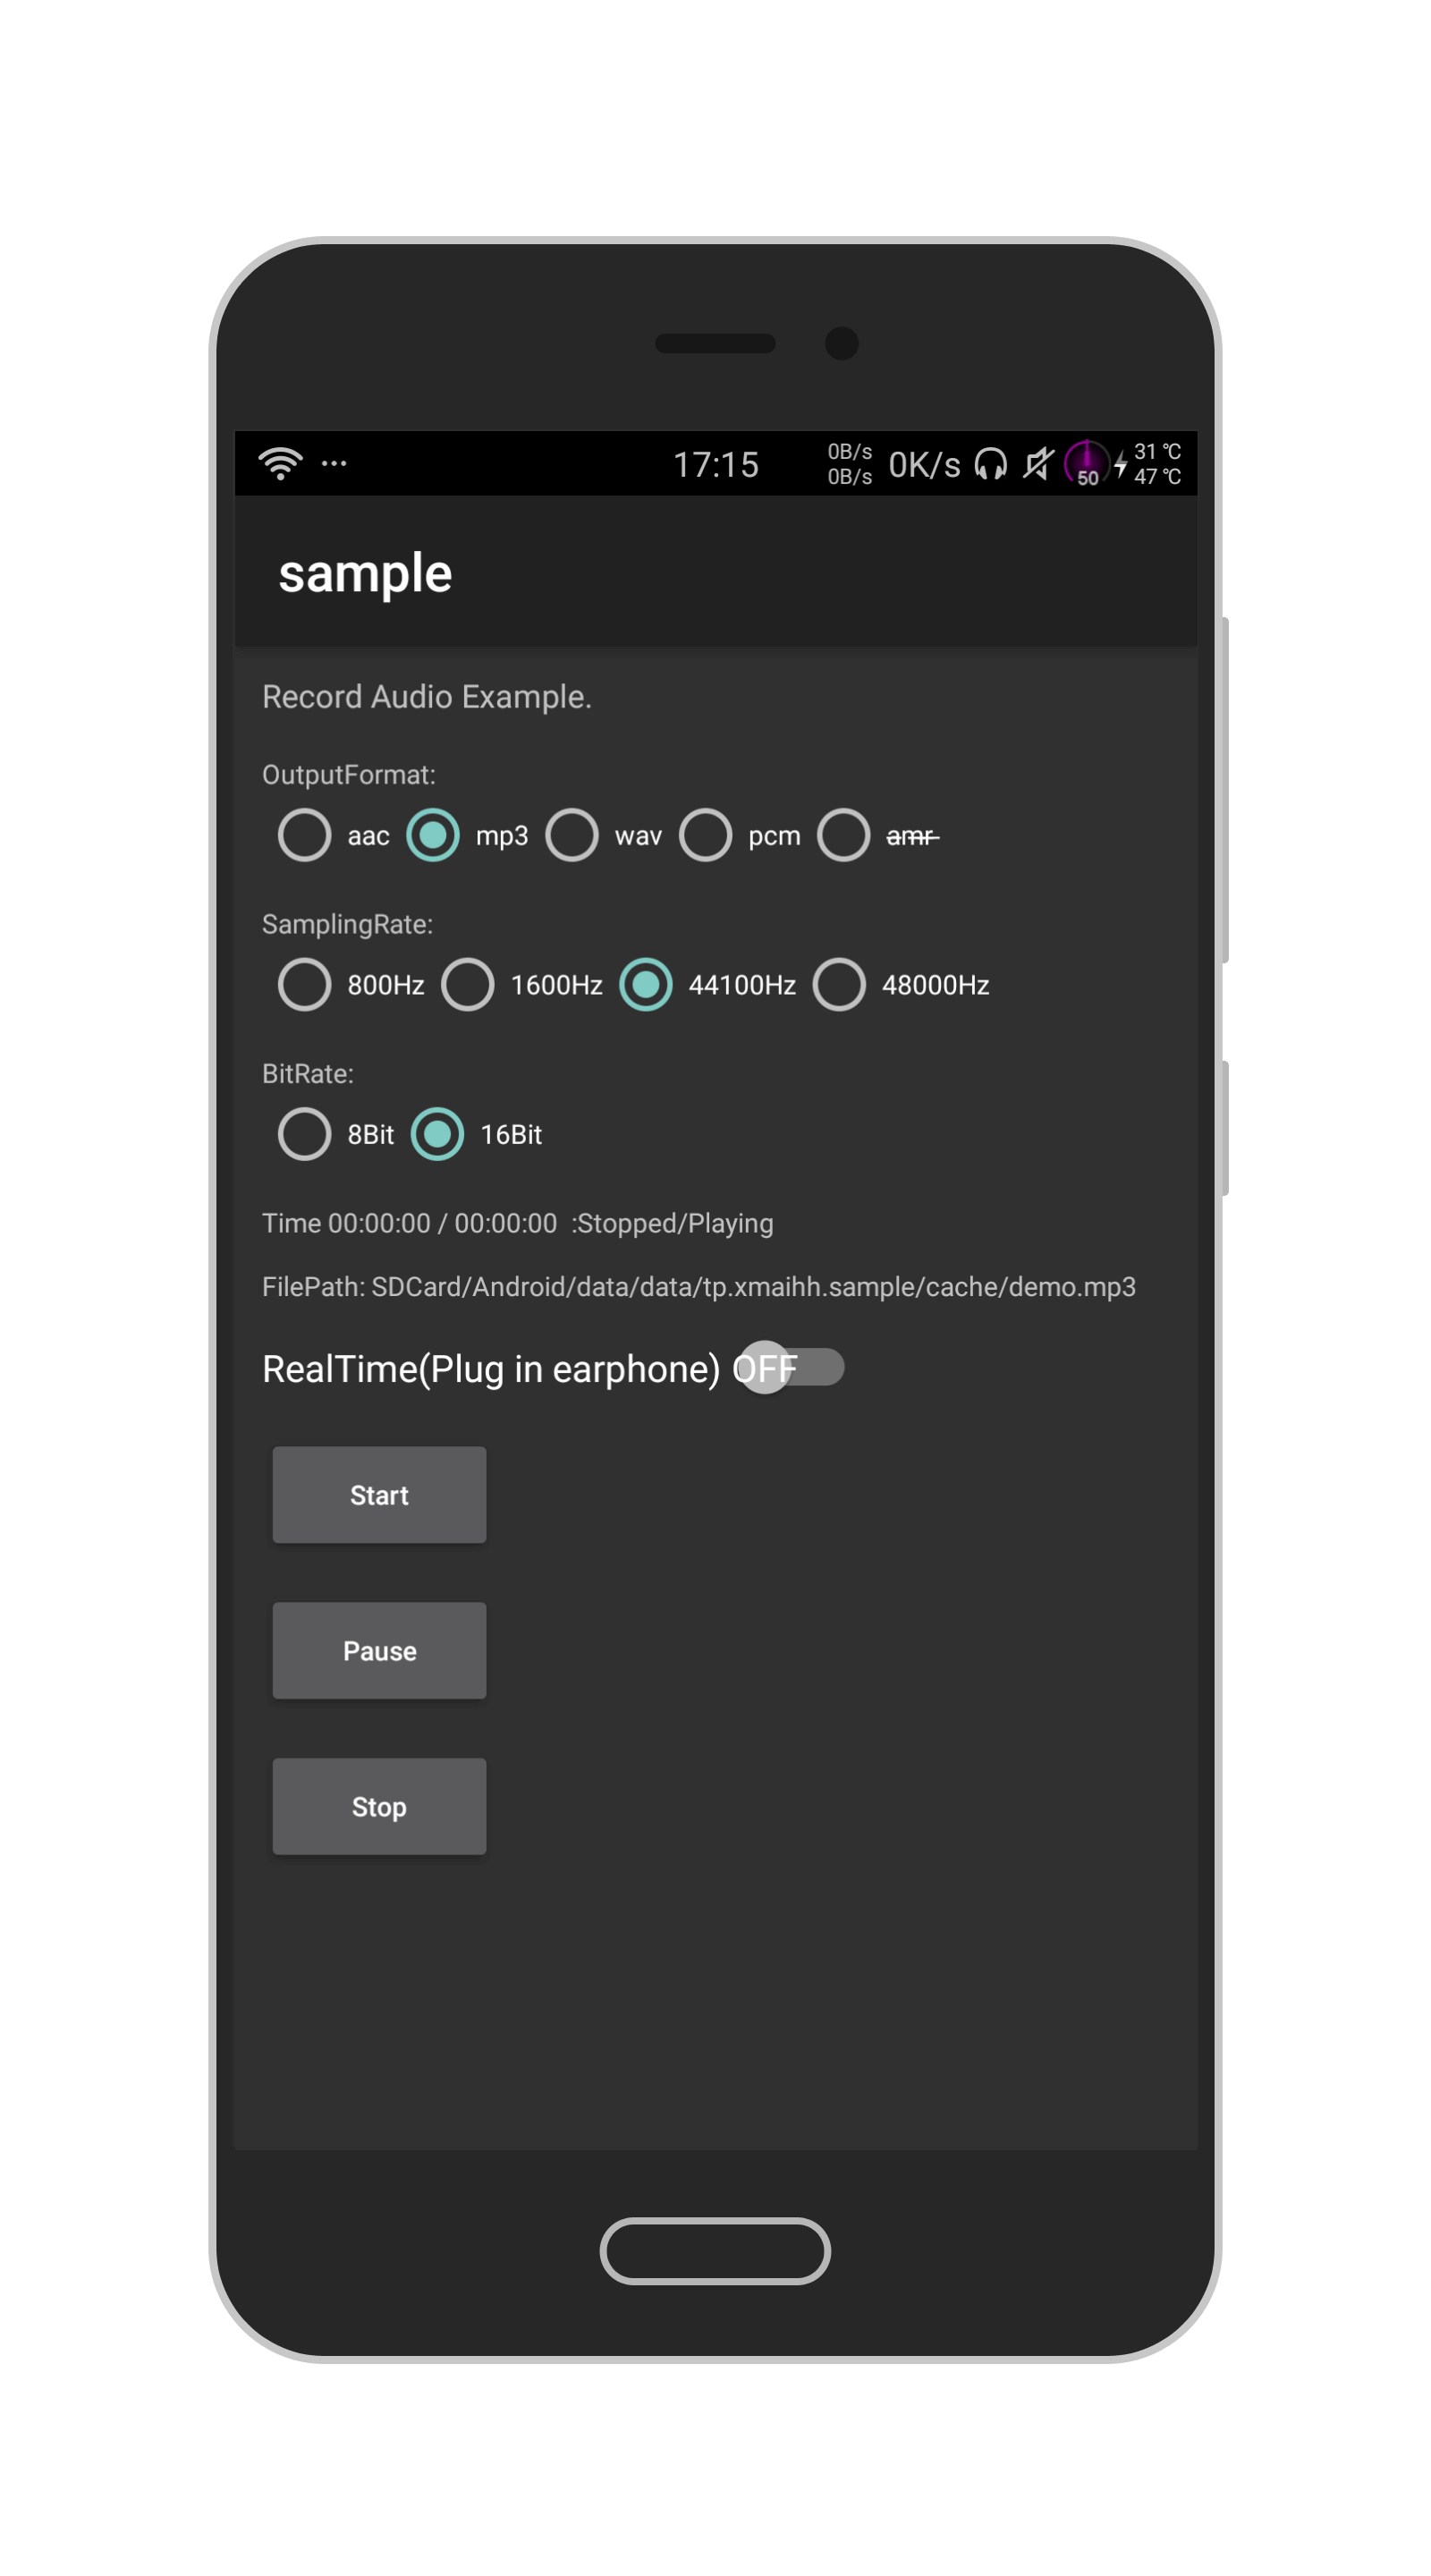 17:15 0B/s 0B/s 0K/s 50 31 ℃ 47 ℃
sample
Record Audio Example.
OutputFormat:
aac mp3 wav pcm amr
SamplingRate:
800Hz 1600Hz 44100Hz 48000Hz
BitRate:
8Bit 16Bit
Time 00:00:00 / 00:00:00 :Stopped/Playing
FilePath: SDCard/Android/data/data/tp.xmaihh.sample/cache/demo.mp3
RealTime(Plug in earphone) OFF
Start
Pause
Stop